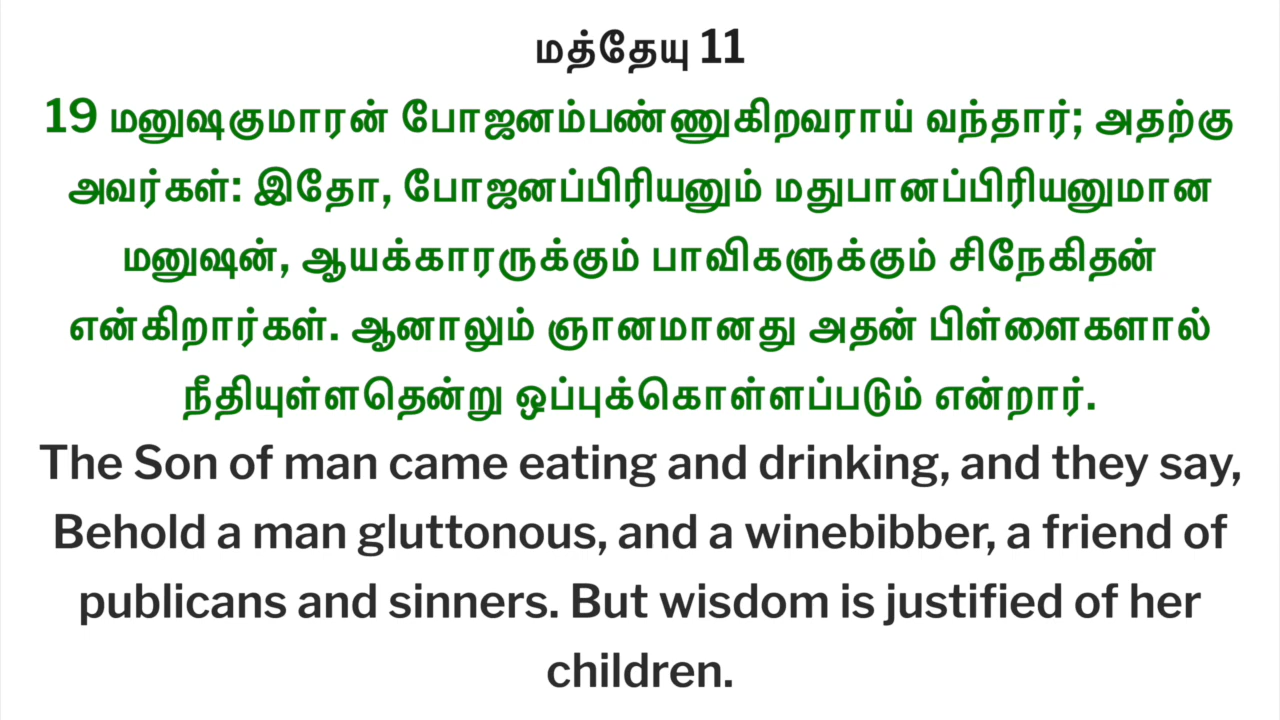 மத்தேயு 11
19 மனுஷகுமாரன் போஜனம்பண்ணுகிறவராய் வந்தார்; அதற்கு
அவர்கள்: இதோ, போஜனப்பிரியனும் மதுபானப்பிரியனுமான
மனுஷன், ஆயக்காரருக்கும் பாவிகளுக்கும் சிநேகிதன்
என்கிறார்கள். ஆனாலும் ஞானமானது அதன் பிள்ளைகளால்
நீதியுள்ளதென்று ஒப்புக்கொள்ளப்படும் என்றார்.
The Son of man came eating and drinking, and they say,
Behold a man gluttonous, and a winebibber, a friend of
publicans and sinners. But wisdom is justified of her
children.